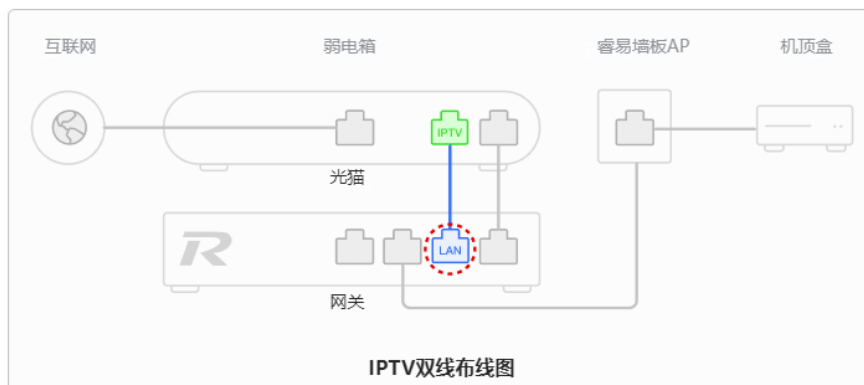 互联网 弱电箱 睿易墙板AP 机顶盒
IPTV
光猫
R LAN
网关
IPTV双线布线图